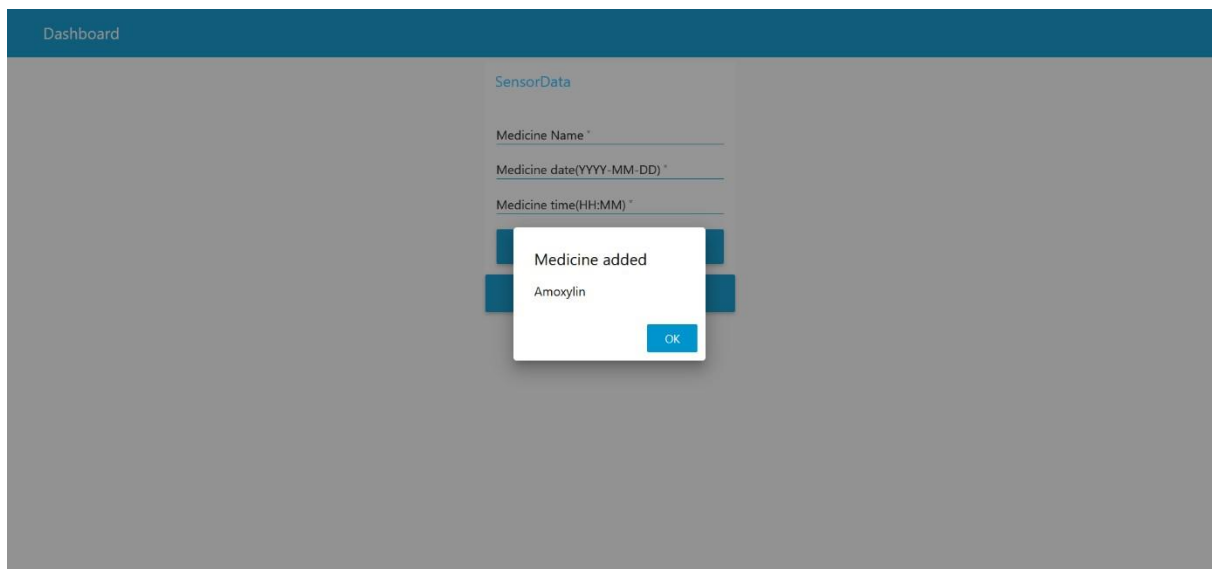 Dashboard
SensorData
Medicine Name *
Medicine date(YYYY-MM-DD) *
Medicine time(HH:MM) *
Medicine added
Amoxylin
OK